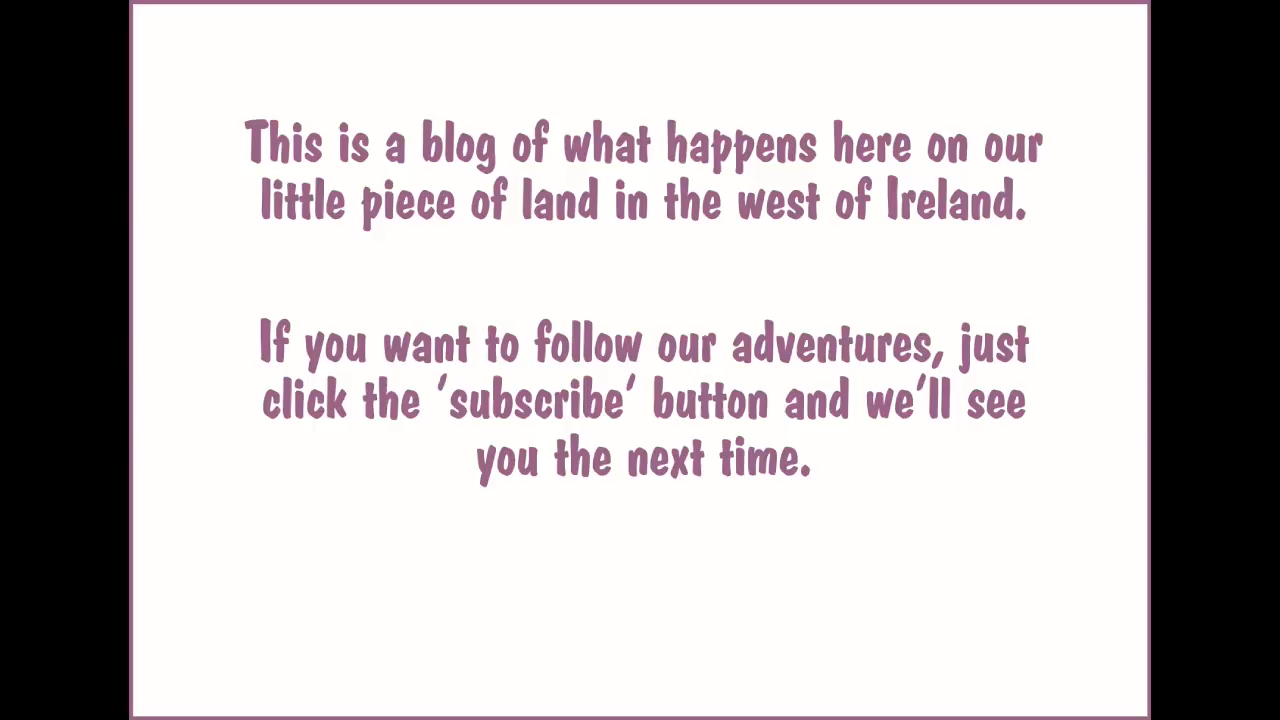 This is a blog of what happens here on our
little piece of land in the west of Ireland.
If you want to follow our adventures, just
click the ‘subscribe’ button and we’ll see
you the next time.